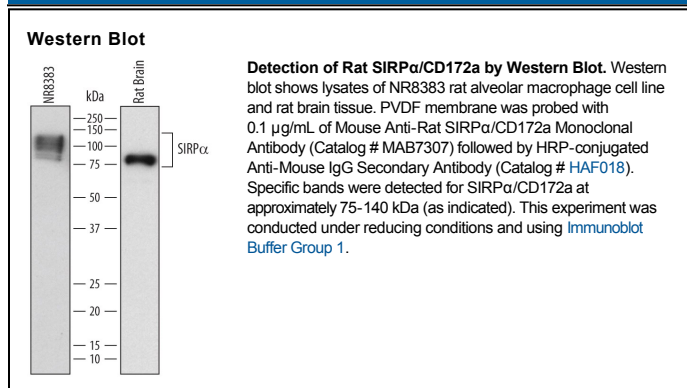 Western Blot
NR8383
kDa
Rat Brain
250
150
100
75
50
37
25
20
15
10
SIRPα
Detection of Rat SIRPα/CD172a by Western Blot. Western
blot shows lysates of NR8383 rat alveolar macrophage cell line
and rat brain tissue. PVDF membrane was probed with
0.1 µg/mL of Mouse Anti-Rat SIRPα/CD172a Monoclonal
Antibody (Catalog # MAB7307) followed by HRP-conjugated
Anti-Mouse IgG Secondary Antibody (Catalog # HAF018).
Specific bands were detected for SIRPα/CD172a at
approximately 75-140 kDa (as indicated). This experiment was
conducted under reducing conditions and using Immunoblot
Buffer Group 1.